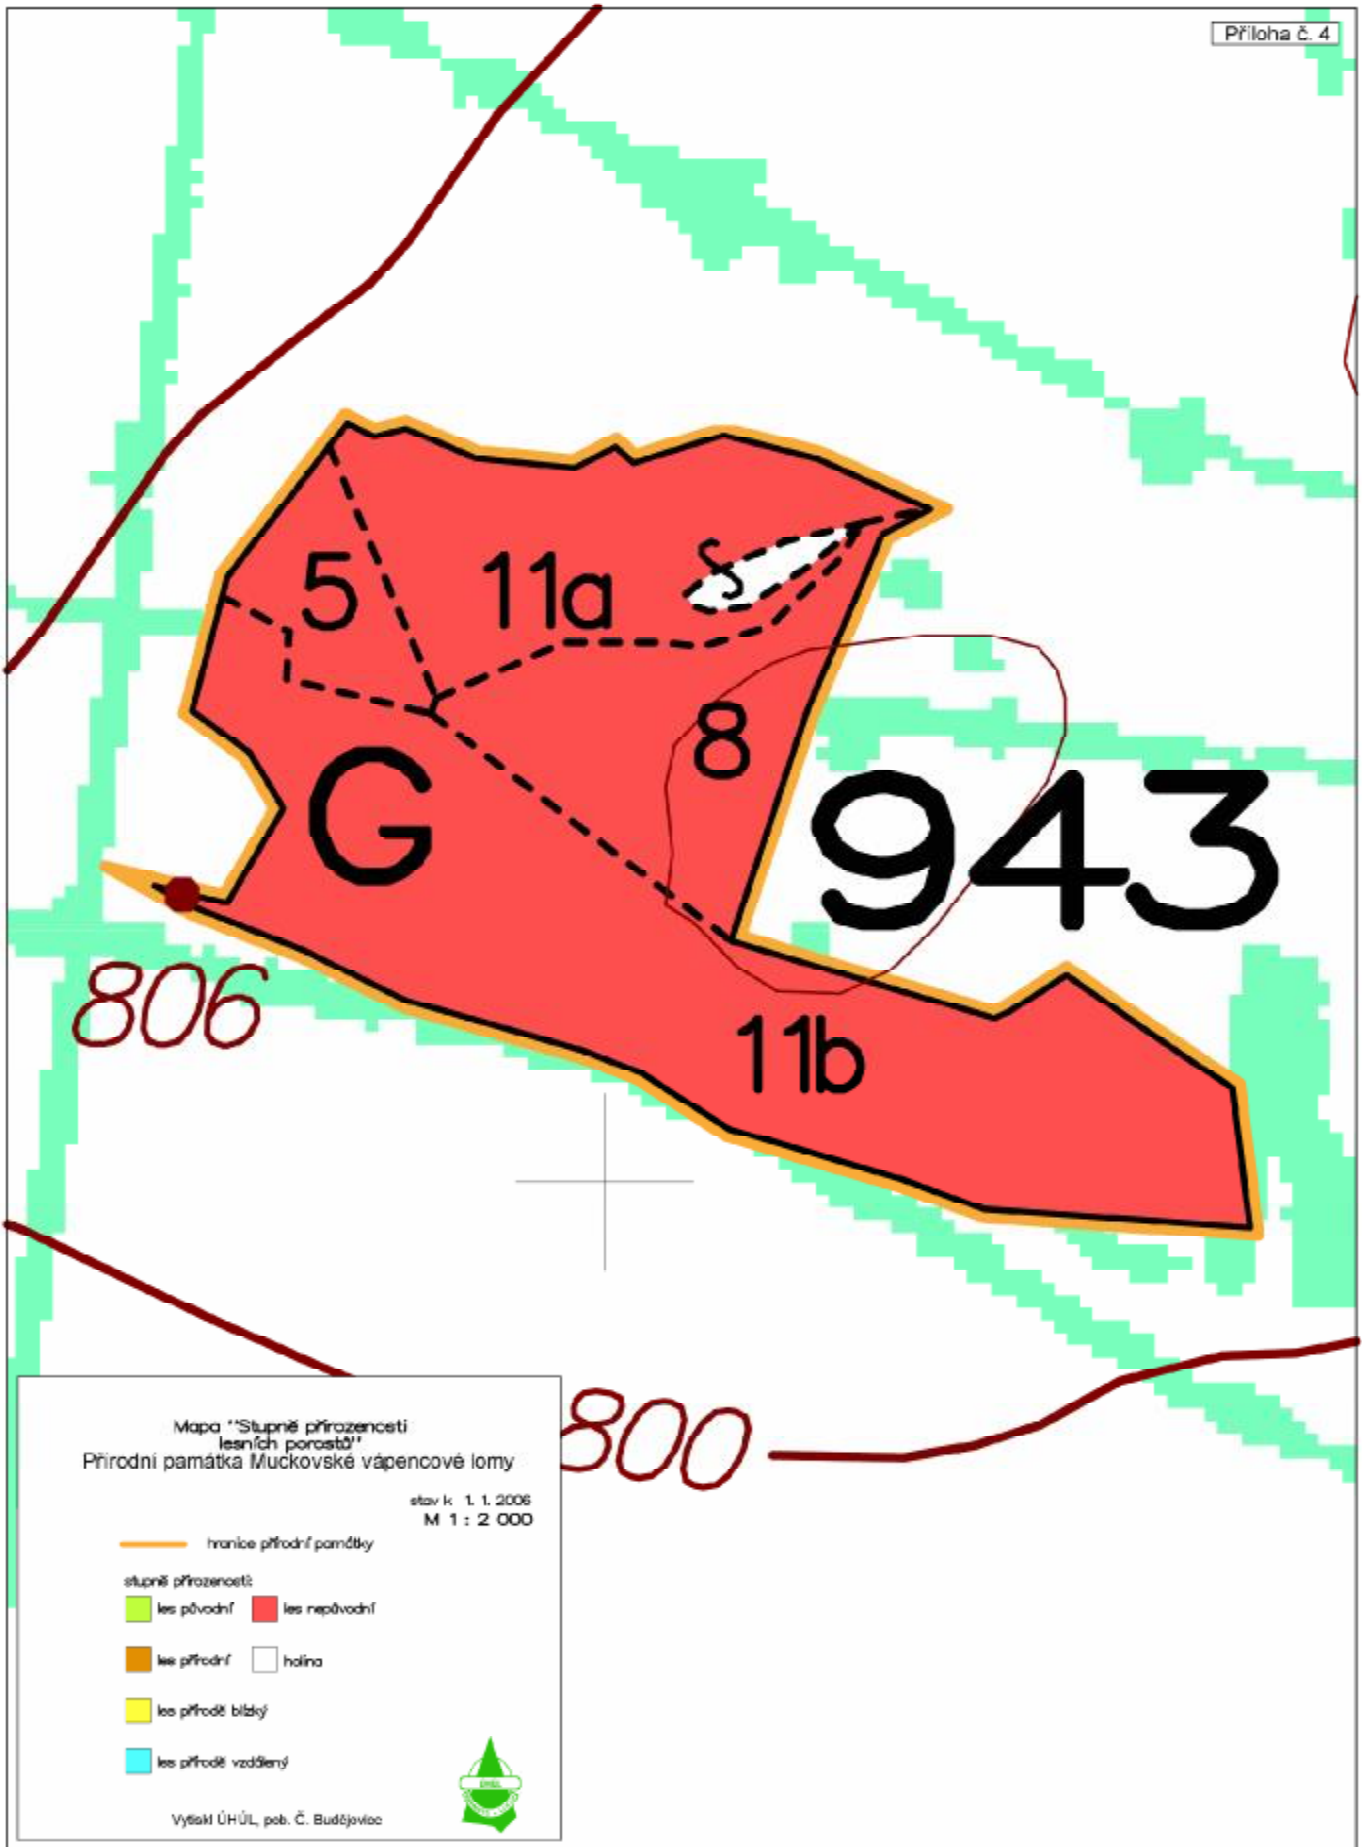 Příloha č. 4
5
11a
8
G
943
806
11b
800
Mapa "Stupně přirozenosti
lesních porostů"
Přírodní památka Muckovské vápencové lomy
stav k 1. 1. 2006
M 1 : 2 000
hranice přírodní památky
stupně přirozenosti:
les původní
les nepůvodní
les přírodní
holina
les přírodě blízký
les přírodě vzdálený
ÚHÚL
Vytiskl ÚHÚL, pob. Č. Budějovice